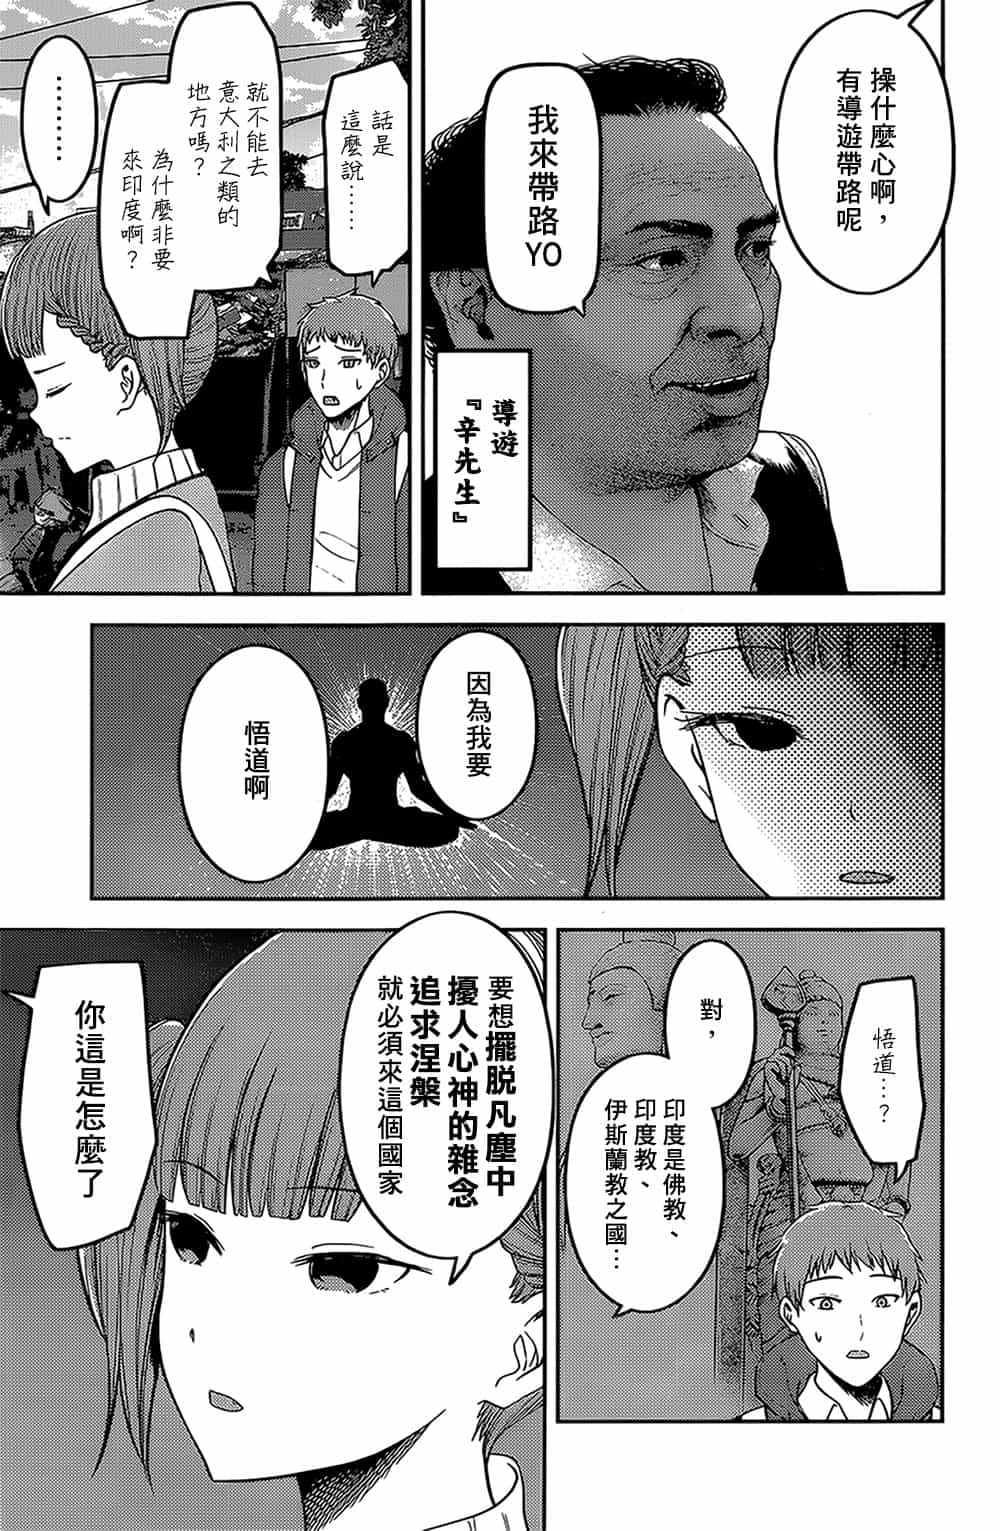 操什麼心啊，
有導遊帶路呢
我來帶路
YO
導遊
『辛先生』
話是
這麼說……
就不能去
意大利之類的
地方嗎？
為什麼非要
來印度啊？
………
因為我要
悟道啊
悟道…？
對，
印度是佛教、
印度教、
伊斯蘭教之國…
要想擺脱凡塵中
擾人心神的雜念
追求涅槃
就必須來這個國家
你這是怎麼了